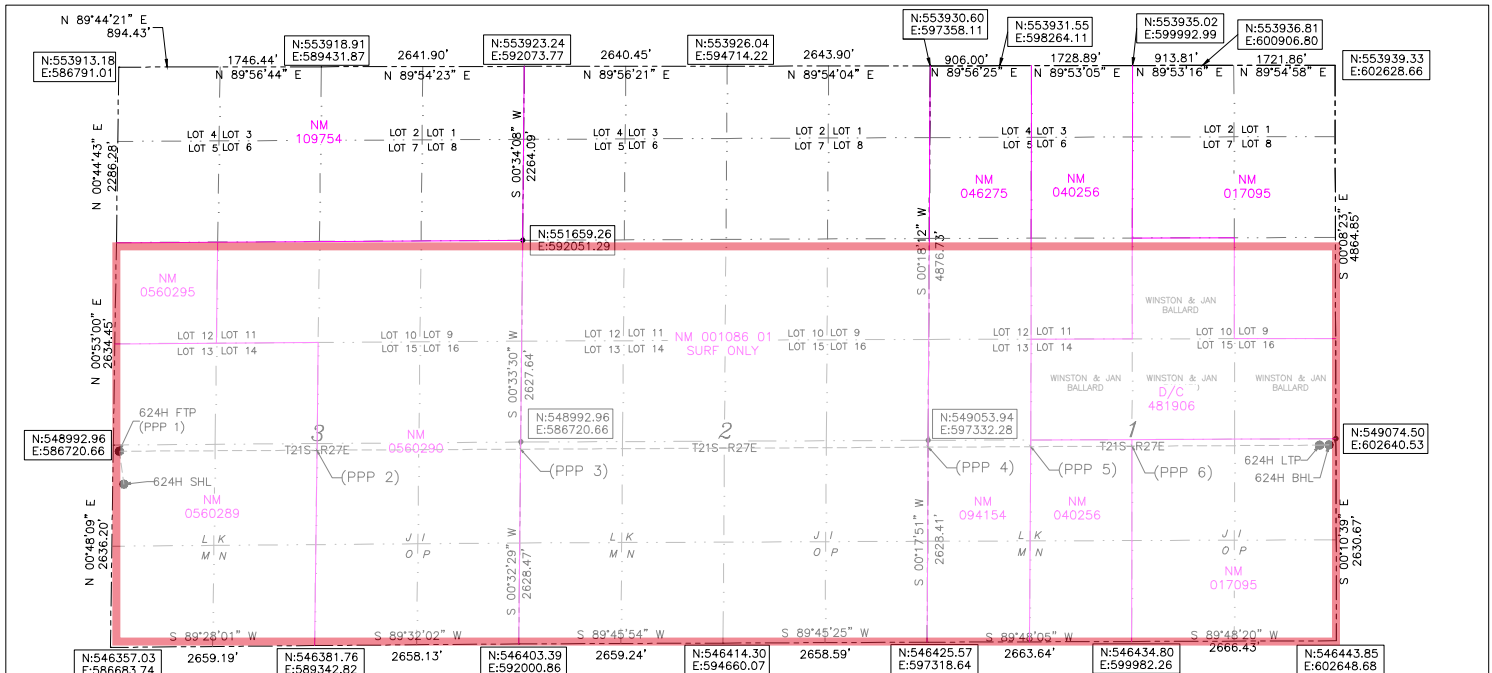 N 89°44'21" E
894.43'
N:553913.18
E:586791.01
1746.44'
N 89°56'44" E
N:553918.91
E:589431.87
2641.90'
N 89°54'23" E
N:553923.24
E:592073.77
2640.45'
N 89°56'21" E
N:553926.04
E:594714.22
2643.90'
N 89°54'04" E
N:553930.60
E:597358.11
906.00'
N 89°56'25" E
N:553931.55
E:598264.11
1728.89'
N 89°53'05" E
N:553935.02
E:599992.99
913.81'
N 89°53'16" E
N:553936.81
E:600906.80
1721.86'
N 89°54'58" E
N:553939.33
E:602628.66
N 00°44'43" E
2286.28'
LOT 4 LOT 3
LOT 5 LOT 6
NM
109754
LOT 2 LOT 1
LOT 7 LOT 8
S 00°34'08" W
2264.09'
LOT 4 LOT 3
LOT 5 LOT 6
LOT 2 LOT 1
LOT 7 LOT 8
LOT 4 LOT 3
LOT 5 LOT 6
LOT 2 LOT 1
LOT 7 LOT 8
NM
046275
NM
040256
NM
017095
N:551659.26
E:592051.29
S 00°18'12" W
4876.73'
S 00°08'23" E
4864.85'
NM
0560295
N 00°53'00" E
2634.45'
LOT 12 LOT 11
LOT 13 LOT 14
LOT 10 LOT 9
LOT 15 LOT 16
S 00°33'30" W
2627.64'
LOT 12 LOT 11
LOT 13 LOT 14
NM 001086 01
SURF ONLY
LOT 10 LOT 9
LOT 15 LOT 16
LOT 12 LOT 11
LOT 13 LOT 14
WINSTON & JAN
BALLARD
LOT 10 LOT 9
LOT 15 LOT 16
WINSTON & JAN
BALLARD
WINSTON & JAN
D/C
481906
WINSTON & JAN
BALLARD
624H FTP
(PPP 1)
N:548992.96
E:586720.66
3
T21S-R27E
NM
0560290
(PPP 2)
N:548992.96
E:586720.66
(PPP 3)
2
T21S-R27E
N:549053.94
E:597332.28
(PPP 4)
(PPP 5)
1
T21S-R27E
(PPP 6)
624H LTP
624H BHL
N:549074.50
E:602640.53
624H SHL
NM
0560289
NM
094154
NM
040256
N 00°48'09" E
2636.20'
L K
M N
J I
O P
S 00°32'29" W
2628.47'
L K
M N
J I
O P
S 00°17'51" W
2628.41'
L K
M N
J I
O P
NM
017095
S 00°10'39" E
2630.67'
S 89°28'01" W
S 89°32'02" W
S 89°45'54" W
S 89°45'25" W
S 89°48'05" W
S 89°48'20" W
N:546357.03
E:586683.74
2659.19'
N:546381.76
E:589342.82
2658.13'
N:546403.39
E:592000.86
2659.24'
N:546414.30
E:594660.07
2658.59'
N:546425.57
E:597318.64
2663.64'
N:546434.80
E:599982.26
2666.43'
N:546443.85
E:602648.68